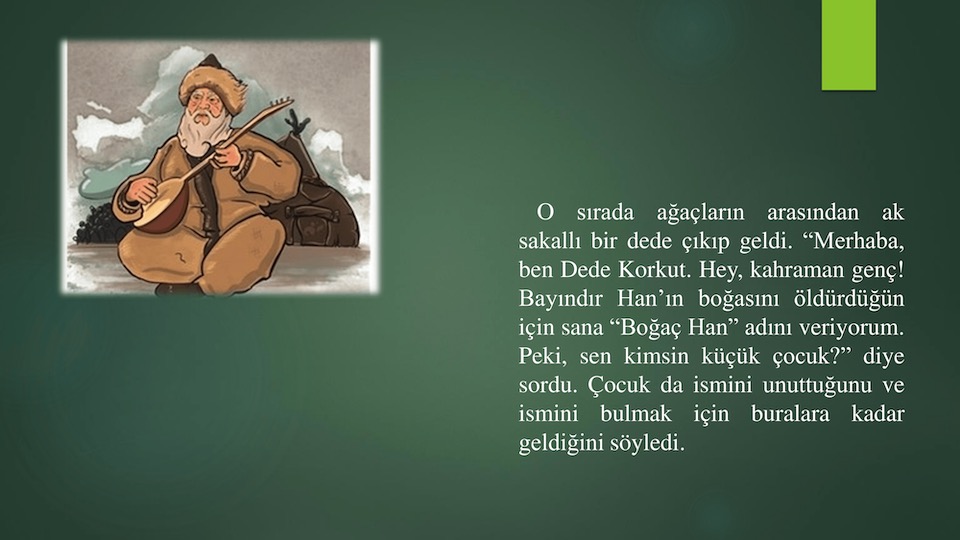 O sırada ağaçların arasından ak
sakallı bir dede çıkıp geldi. “Merhaba,
ben Dede Korkut. Hey, kahraman genç!
Bayındır Han’ın boğasını öldürdüğün
için sana “Boğaç Han” adını veriyorum.
Peki, sen kimsin küçük çocuk?” diye
sordu. Çocuk da ismini unuttuğunu ve
ismini bulmak için buralara kadar
geldiğini söyledi.